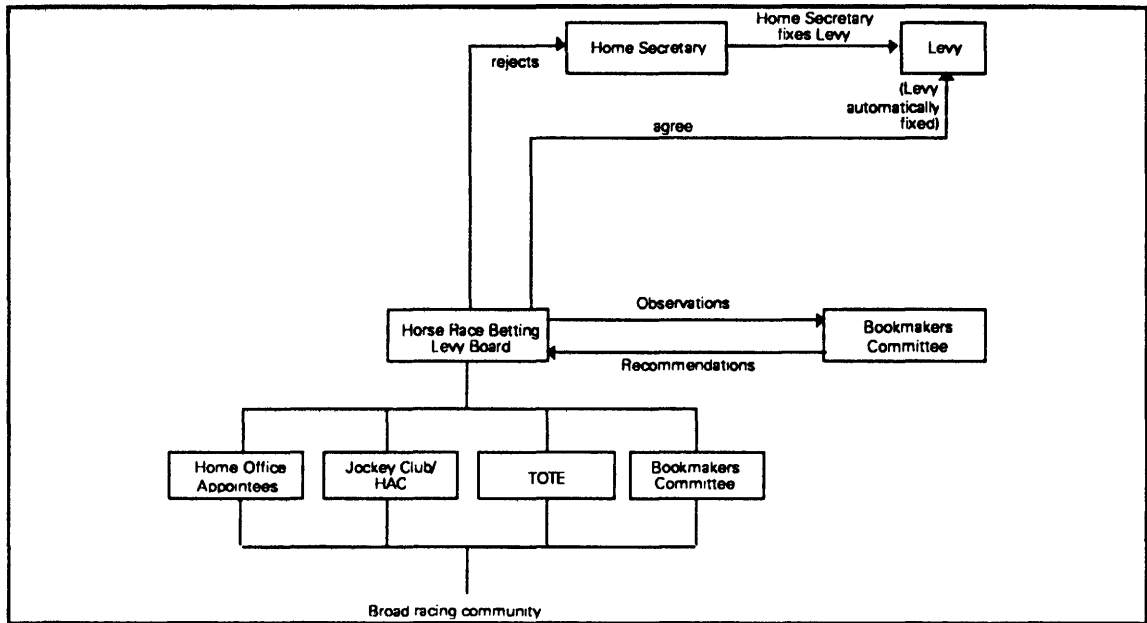 Home Secretary
fixes Levy
Home Secretary
Levy
rejects
(Levy
automatically
fixed)
agree
Observations
Horse Race Betting
Levy Board
Bookmakers
Committee
Recommendations
Home Office
Appointees
Jockey Club/
HAC
TOTE
Bookmakers
Committee
Broad racing community